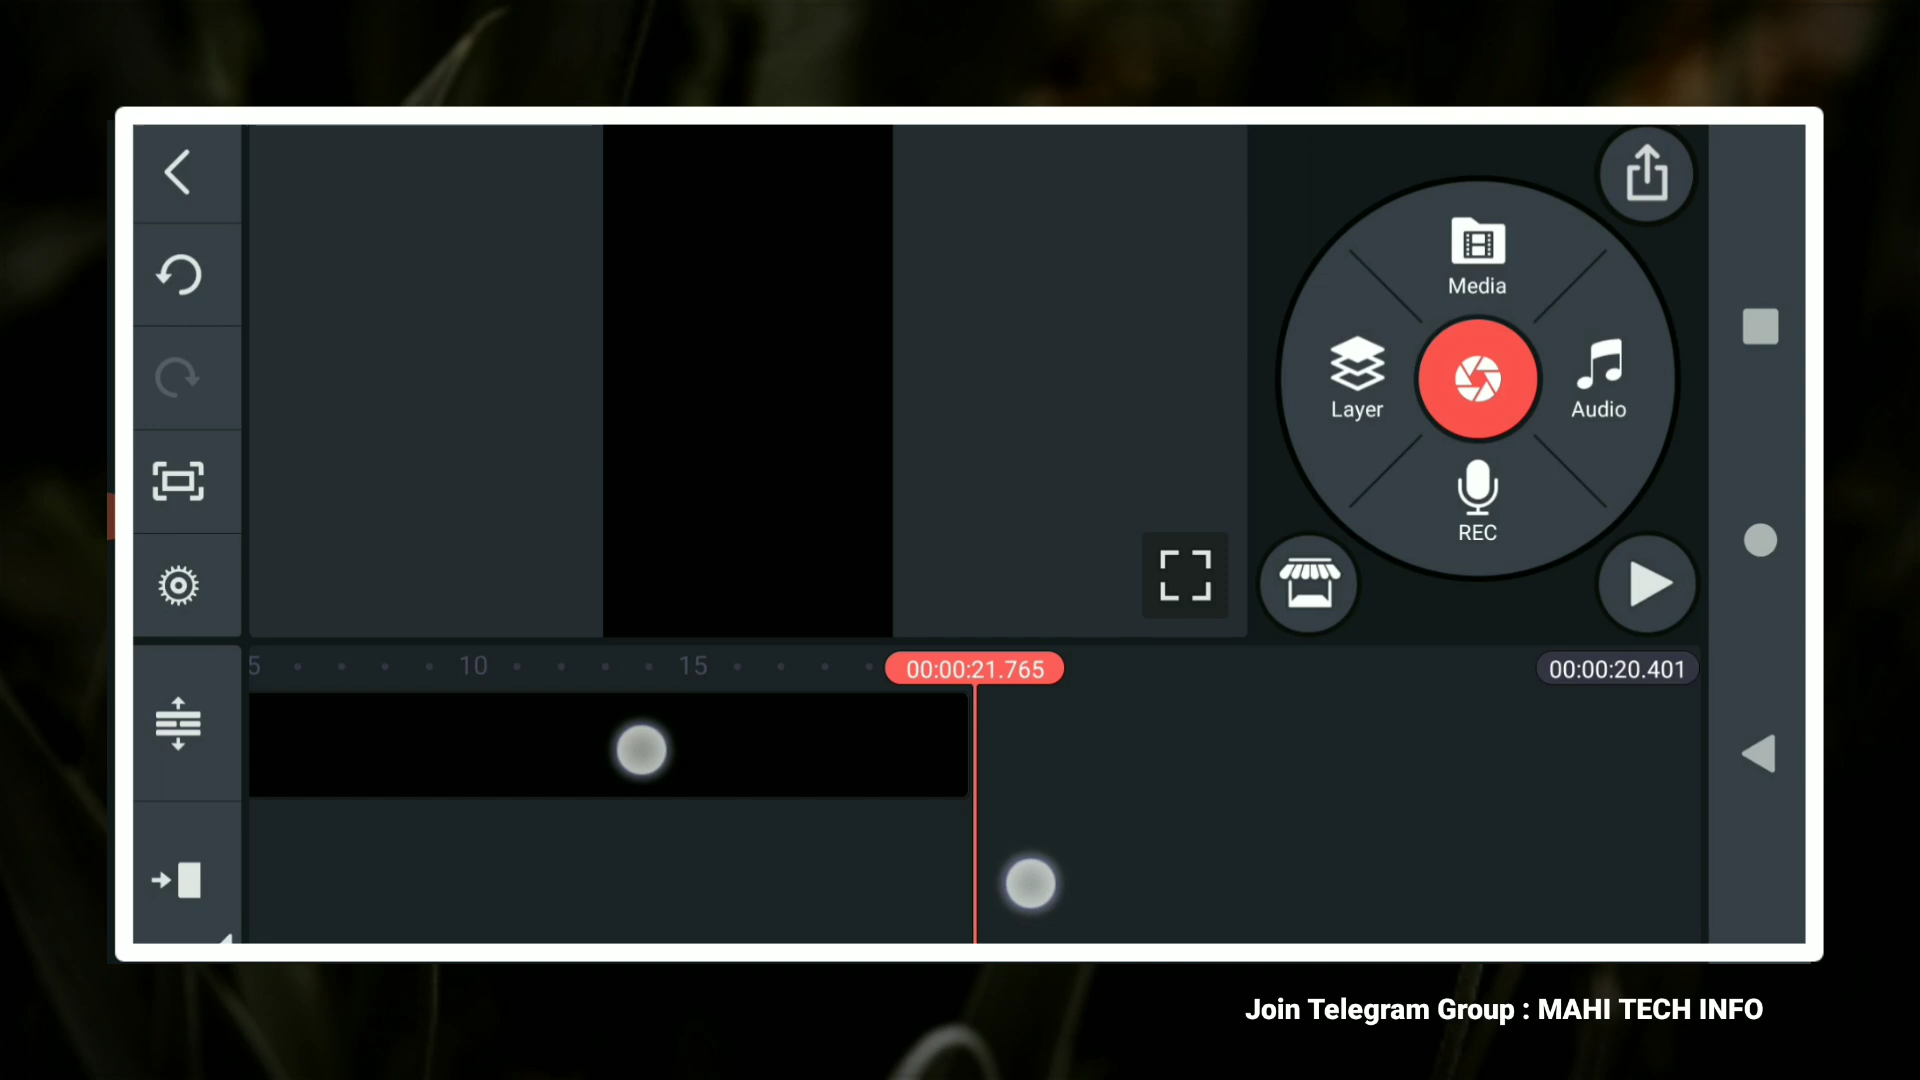 Media
Layer
Audio
REC
5
10
15
00:00:21.765
00:00:20.401
Join Telegram Group : MAHI TECH INFO